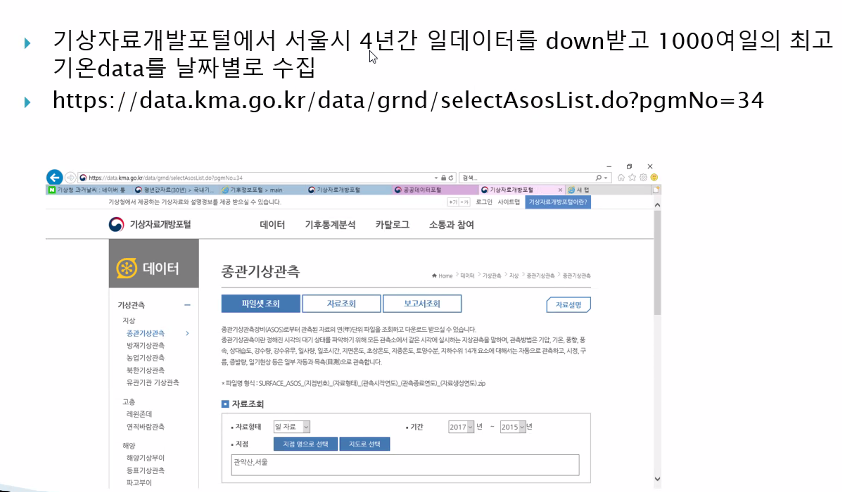 기상자료개발포털에서 서울시 4년간 일데이터를 down받고 1000여일의 최고
기온data를 날짜별로 수집
https://data.kma.go.kr/data/grnd/selectAsosList.do?pgmNo=34
https://data.kma.go.kr/data/grnd/selectAsosList.do?pgmNo=34 검색...
기상청 과거날씨 : 네이버 통 평년값자료(30년) > 국내기... 기후정보포털 > main 기상자료개방포털 공공데이터포털 기상자료개방포털 새 탭
기상청에서 제공하는 기상자료와 설명정보를 제공 받으실 수 있습니다. 로그인 사이트맵 기상자료개방포털이란?
기상자료개방포털 데이터 기후통계분석 카달로그 소통과 참여
데이터
종관기상관측
Home > 데이터 > 기상관측 > 지상 > 종관기상관측 > 종관기상관측
파일셋 조회 자료조회 보고서조회 자료설명
기상관측
지상
종관기상관측
방재기상관측
농업기상관측
북한기상관측
유관기관 기상관측
고층
레윈존데
연직바람관측
해양
해양기상부이
등표기상관측
파고부이
종관기상관측장비(ASOS)로부터 관측된 자료의 연(年)단위 파일을 조회하고 다운로드 받으실 수 있습니다.
종관기상관측이란 정해진 시각의 대기 상태를 파악하기 위해 모든 관측소에서 같은 시각에 실시하는 지상관측을 말하며, 관측방법은 기압, 기온, 풍향, 풍
속, 상대습도, 강수량, 강수유무, 일사량, 일조시간, 지면온도, 초상온도, 지중온도, 토양수분, 지하수위 14개 요소에 대해서는 자동으로 관측하고, 시정, 구
름, 증발량, 일기현상 등은 일부 자동과 목측(目測)으로 관측합니다.
* 파일명 형식 : SURFACE_ASOS_(지점번호)_(자료형태)_(관측시작연도)_(관측종료연도)_(자료생성연도).zip
자료조회
자료형태 일 자료 기간 2017 년 ~ 2015 년
지점 지점 명으로 선택 지도로 선택
관악산,서울